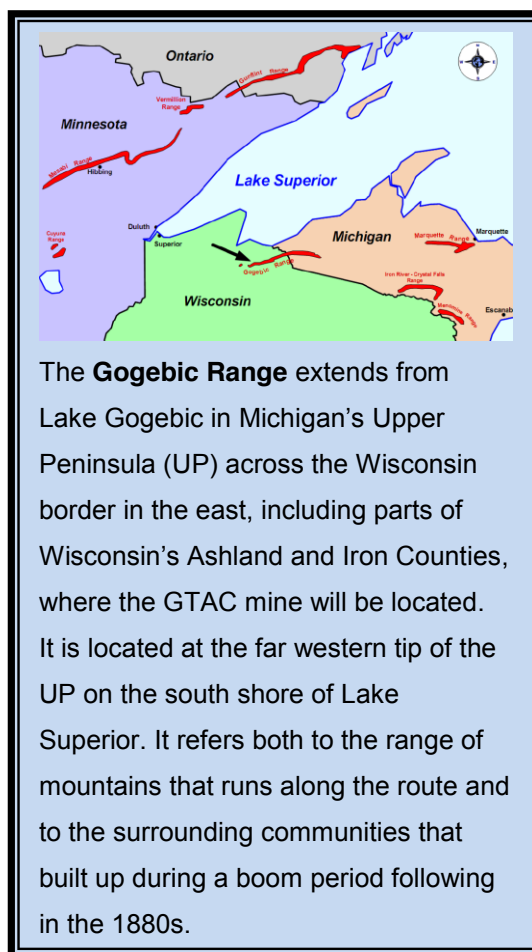 Ontario
Gunflint Range
Vermillion
Range
Minnesota
Mesabi Range
Hibbing
Lake Superior
Cuyuna
Range
Duluth
Superior
Michigan
Marquette
Marquette Range
Gogebic Range
Iron River - Crystal Falls
Range
Wisconsin
Menominee Range
Escanab
The Gogebic Range extends from
Lake Gogebic in Michigan’s Upper
Peninsula (UP) across the Wisconsin
border in the east, including parts of
Wisconsin’s Ashland and Iron Counties,
where the GTAC mine will be located.
It is located at the far western tip of the
UP on the south shore of Lake
Superior. It refers both to the range of
mountains that runs along the route and
to the surrounding communities that
built up during a boom period following
in the 1880s.